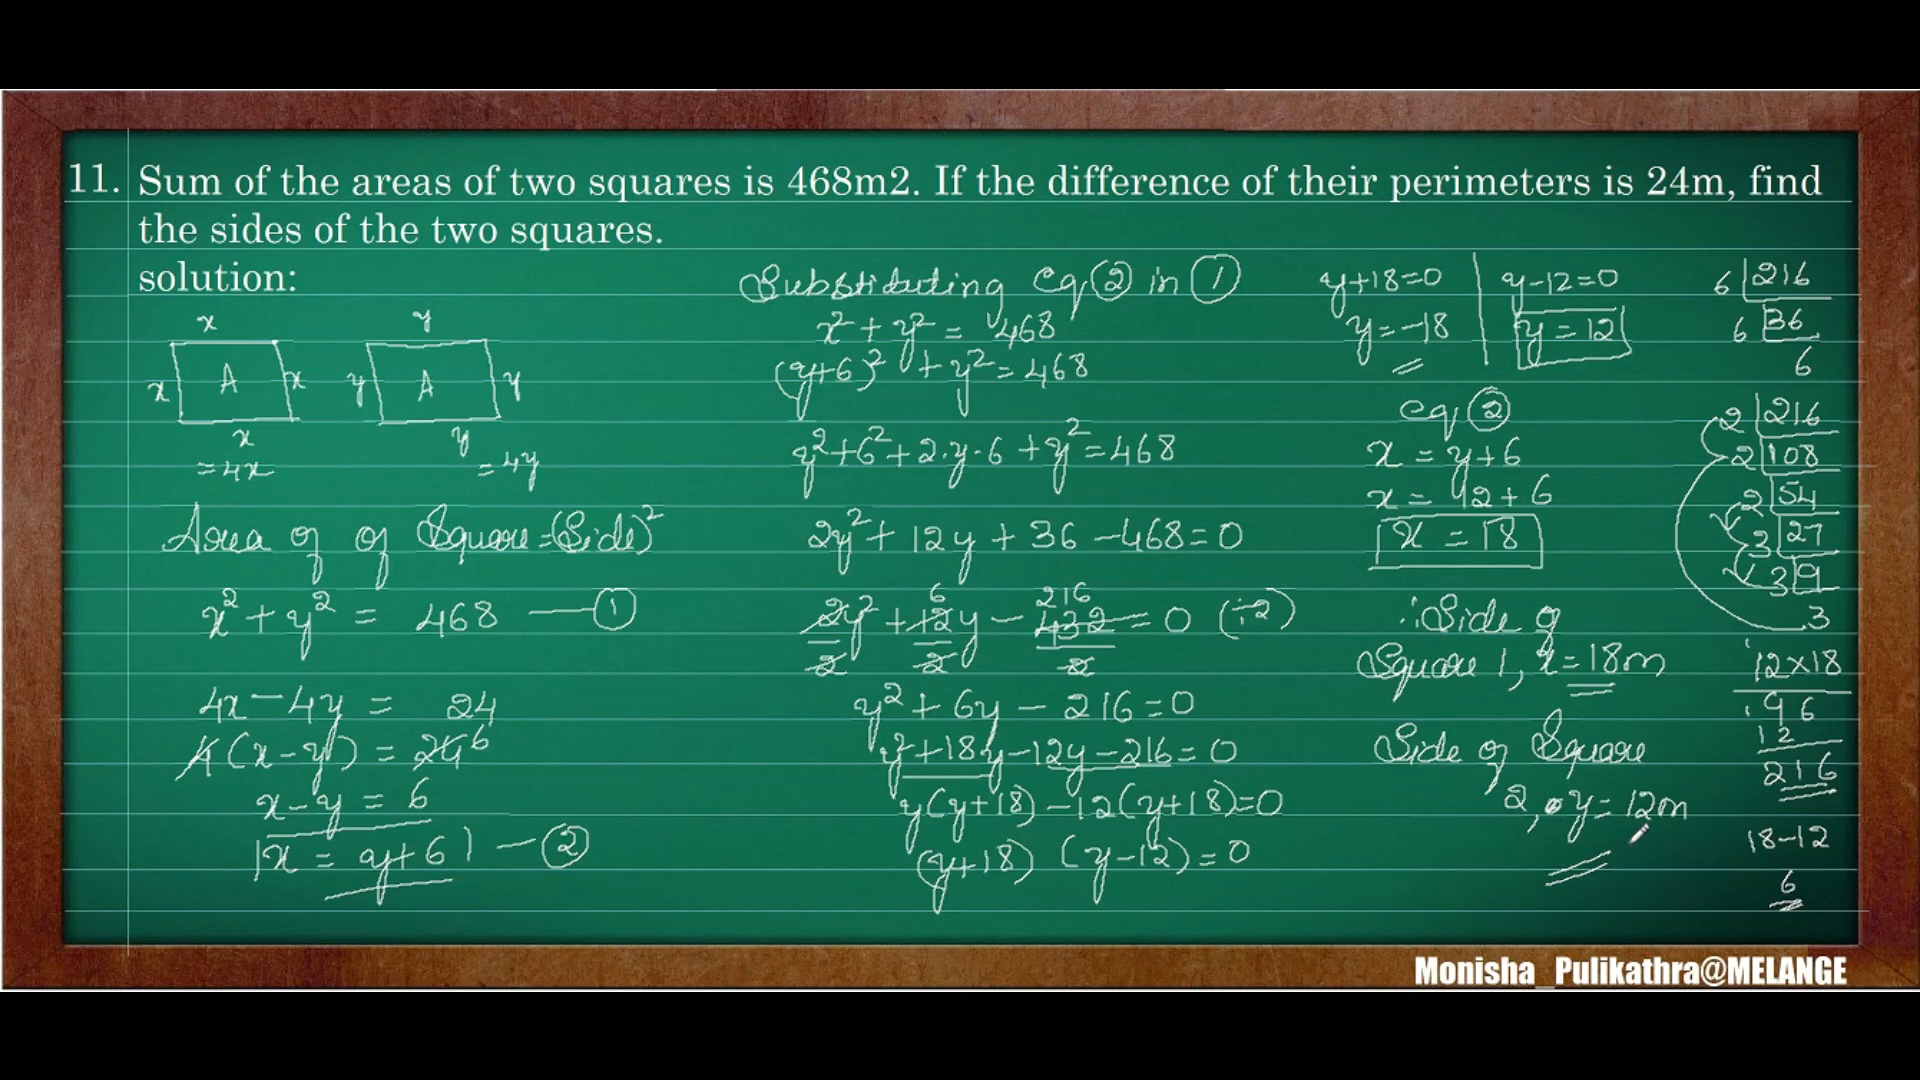 11. Sum of the areas of two squares is 468m2. If the difference of their perimeters is 24m, find
the sides of the two squares.
solution:
x
x A x
x
= 4x
y
y A y
y
= 4y
Area of of Square = (Side)²
x² + y² = 468 — ①
4x − 4y = 24
4(x − y) = 24 6
x − y = 6
x = y + 6 — ②
Substituting eq ② in ①
x² + y² = 468
(y+6)² + y² = 468
y² + 6² + 2·y·6 + y² = 468
2y² + 12y + 36 − 468 = 0
6 216
2y² + 12y − 432 = 0 (÷2)
2 2 2
y² + 6y − 216 = 0
y² + 18y − 12y − 216 = 0
y(y+18) − 12(y+18) = 0
(y+18) (y−12) = 0
y+18=0 | y−12=0
y = −18 | y = 12
eq ②
x = y + 6
x = 12 + 6
x = 18
∴ Side of
Square 1, x = 18m
Side of Square
2, y = 12m
6 216
6 36
6
2 216
2 108
2 54
3 27
3 9
3
12×18
1
96
12
216
18−12
6
Monisha_Pulikathra@MELANGE